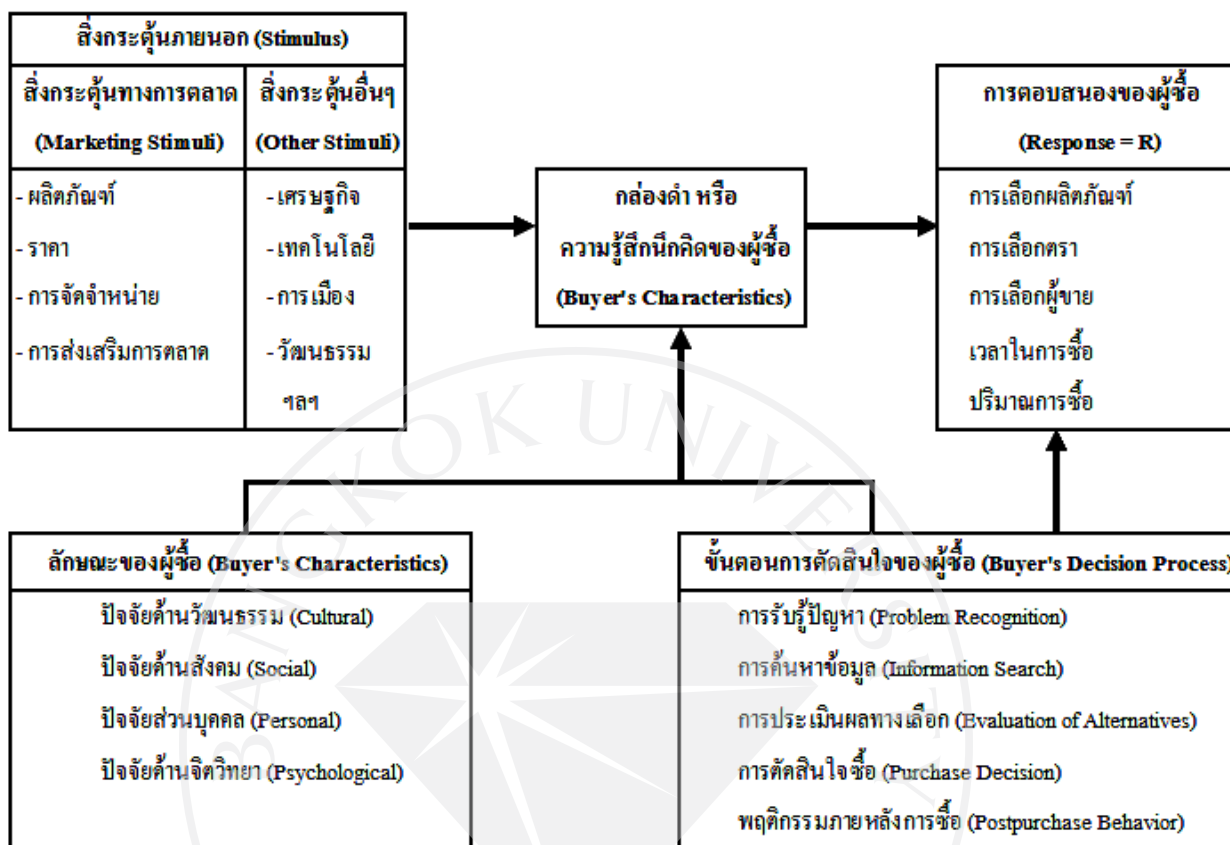 สิ่งกระตุ้นภายนอก (Stimulus)
สิ่งกระตุ้นทางการตลาด
(Marketing Stimuli)
สิ่งกระตุ้นอื่นๆ
(Other Stimuli)
- ผลิตภัณฑ์
- ราคา
- การจัดจำหน่าย
- การส่งเสริมการตลาด
- เศรษฐกิจ
- เทคโนโลยี
- การเมือง
- วัฒนธรรม
ฯลฯ
กล่องดำ หรือ
ความรู้สึกนึกคิดของผู้ซื้อ
(Buyer's Characteristics)
การตอบสนองของผู้ซื้อ
(Response = R)
การเลือกผลิตภัณฑ์
การเลือกตรา
การเลือกผู้ขาย
เวลาในการซื้อ
ปริมาณการซื้อ
ลักษณะของผู้ซื้อ (Buyer's Characteristics)
ปัจจัยด้านวัฒนธรรม (Cultural)
ปัจจัยด้านสังคม (Social)
ปัจจัยส่วนบุคคล (Personal)
ปัจจัยด้านจิตวิทยา (Psychological)
ขั้นตอนการตัดสินใจของผู้ซื้อ (Buyer's Decision Process)
การรับรู้ปัญหา (Problem Recognition)
การค้นหาข้อมูล (Information Search)
การประเมินผลทางเลือก (Evaluation of Alternatives)
การตัดสินใจซื้อ (Purchase Decision)
พฤติกรรมภายหลังการซื้อ (Postpurchase Behavior)
BANGKOK UNIVERSITY